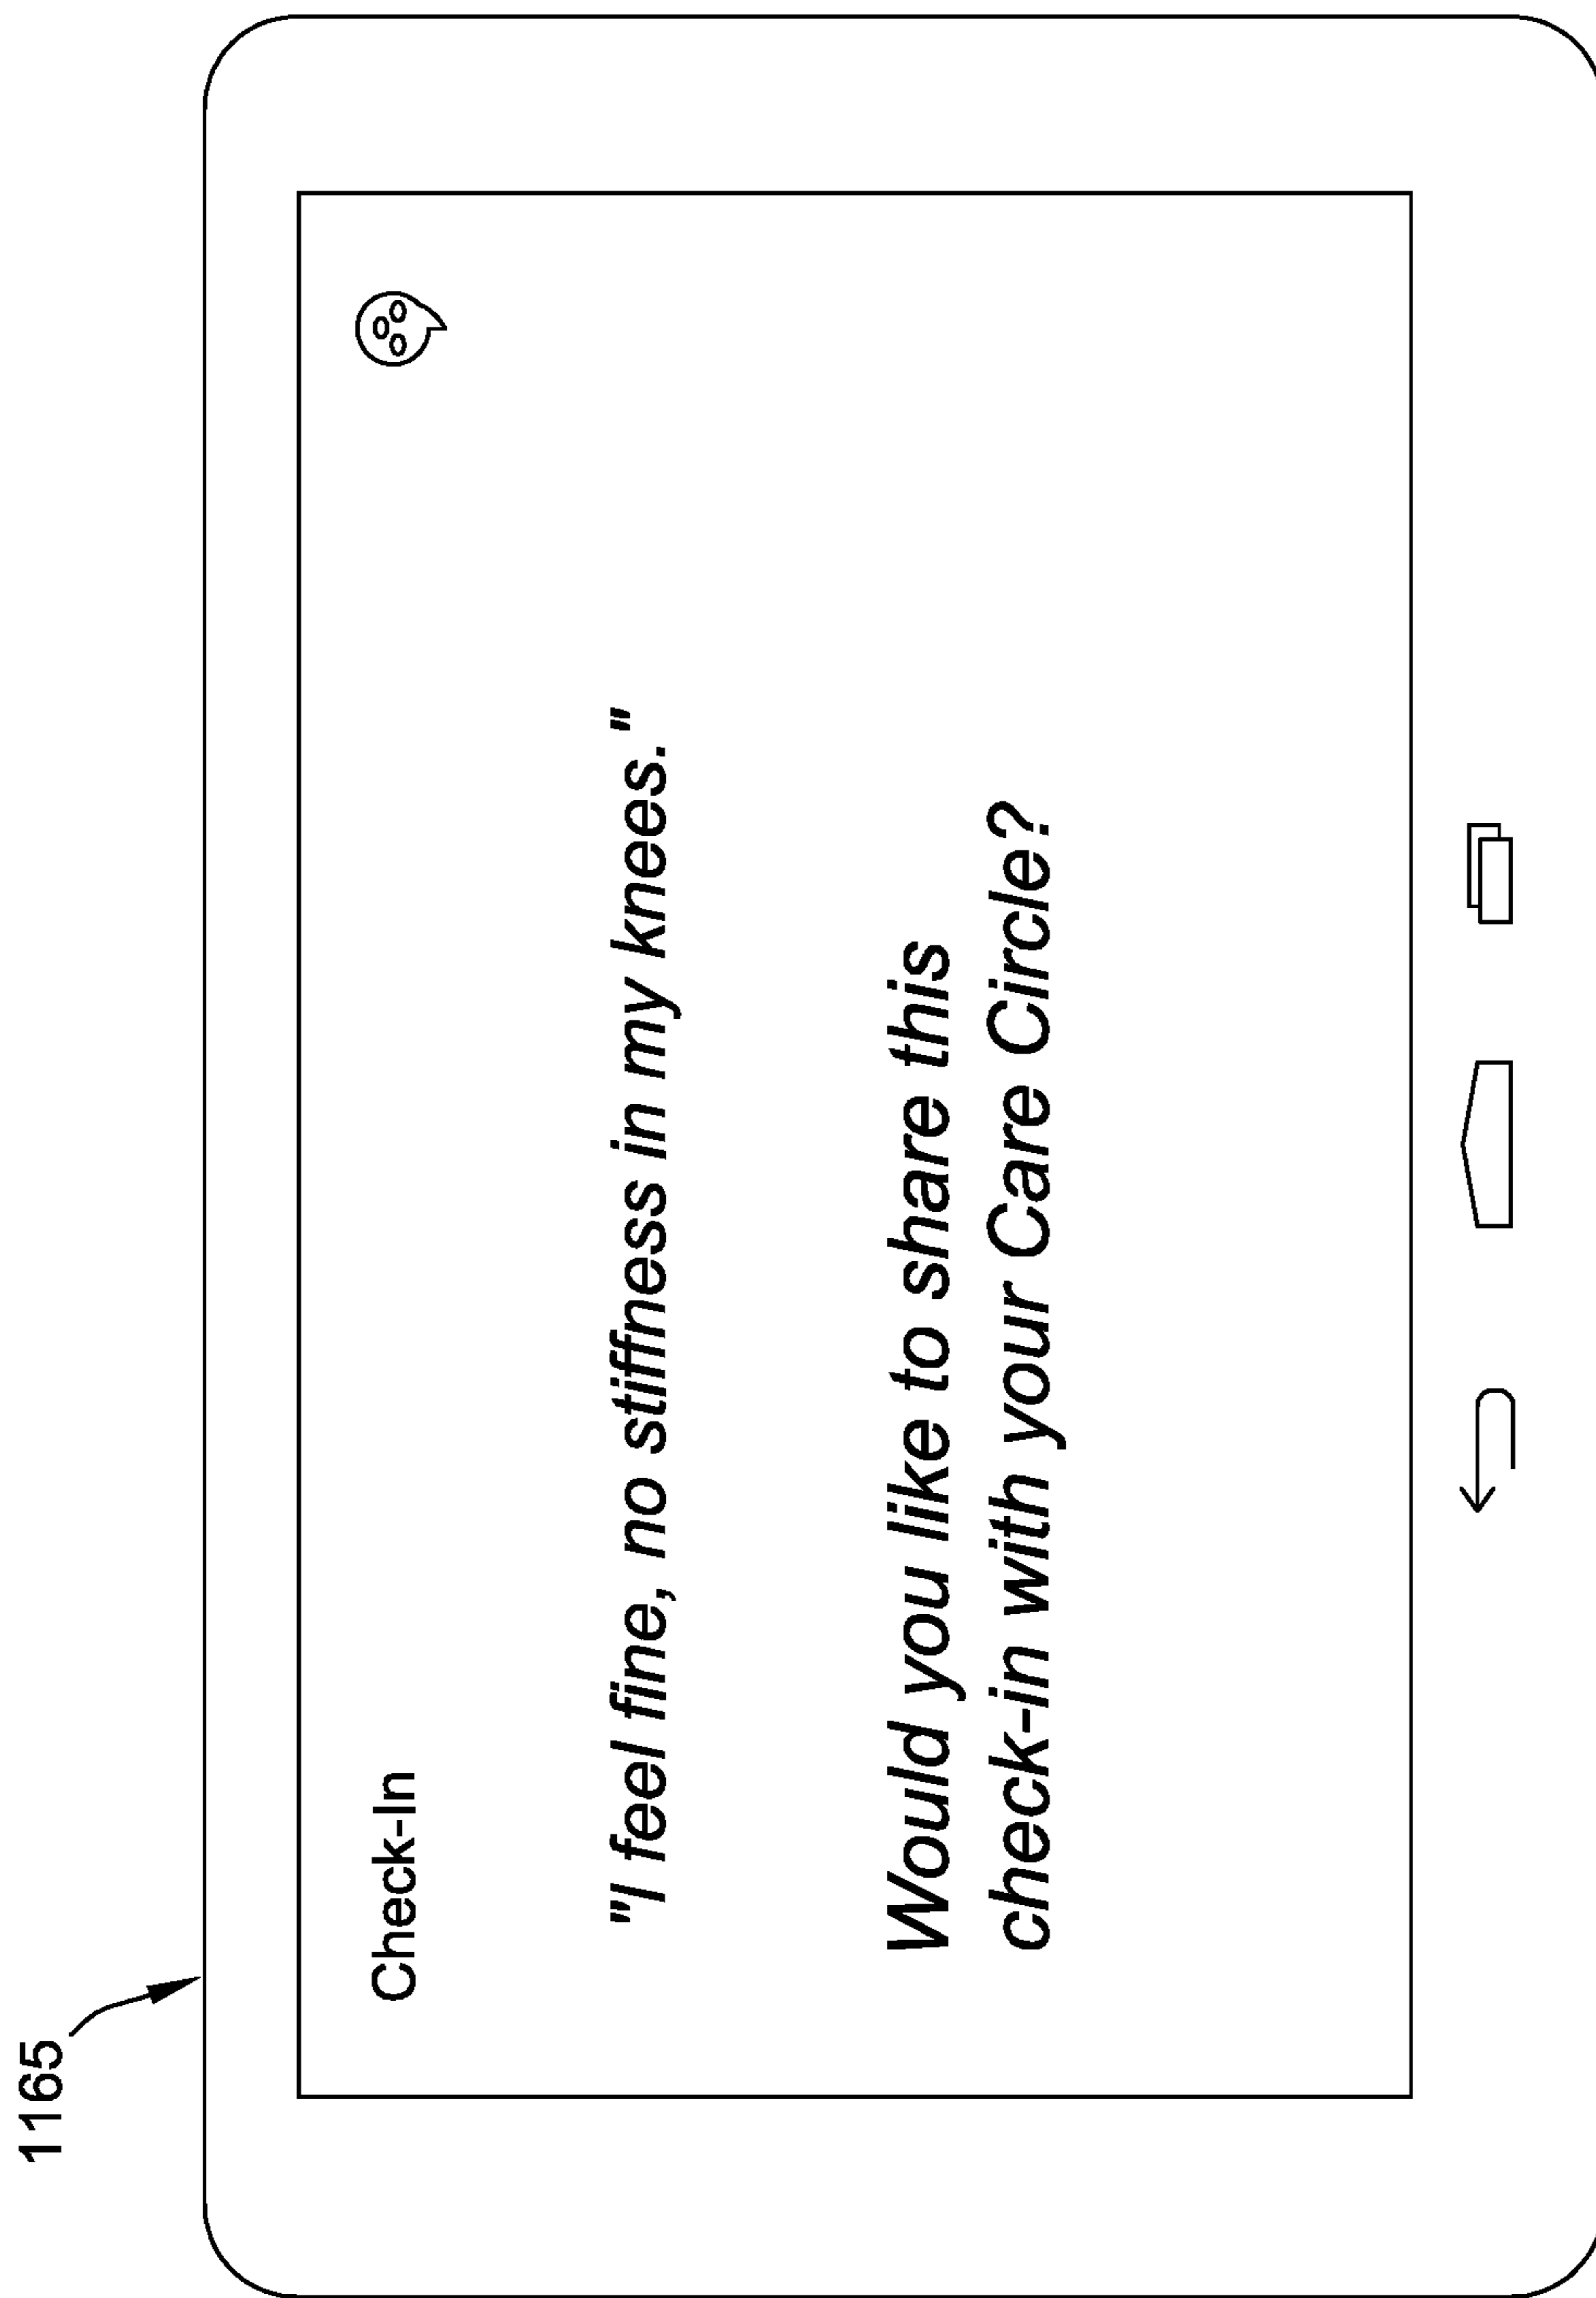 1165
Check-In
"I feel fine, no stiffness in my knees."
Would you like to share this
check-in with your Care Circle?